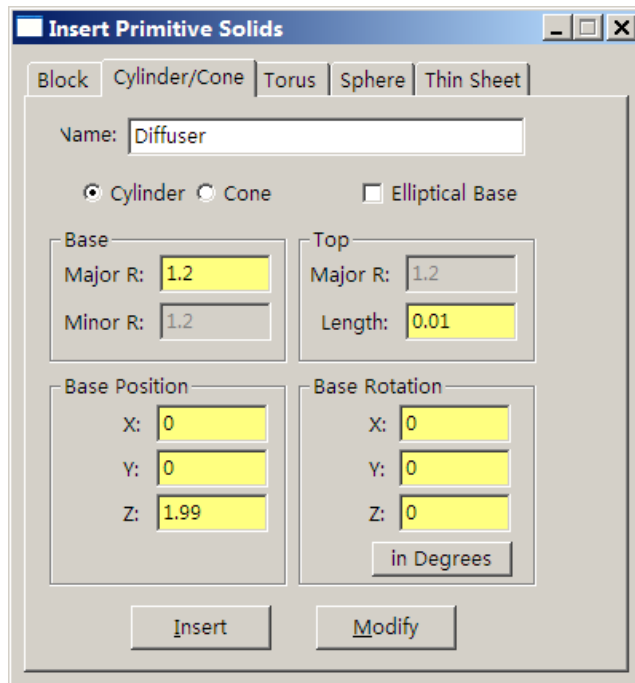 Insert Primitive Solids
Block Cylinder/Cone Torus Sphere Thin Sheet
Name: Diffuser
Cylinder Cone Elliptical Base
Base
Major R: 1.2
Minor R: 1.2
Top
Major R: 1.2
Length: 0.01
Base Position
X: 0
Y: 0
Z: 1.99
Base Rotation
X: 0
Y: 0
Z: 0
in Degrees
Insert Modify